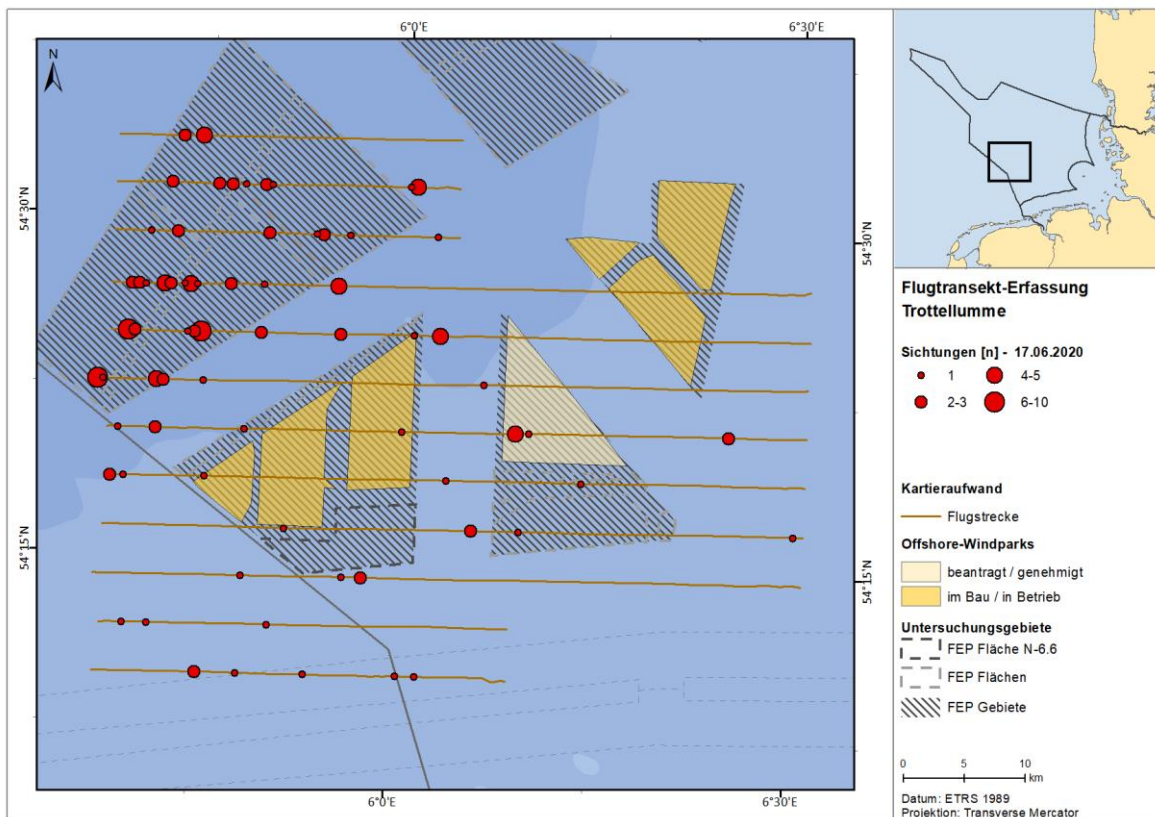 6°0'E
6°30'E
N
54°30'N
54°30'N
54°15'N
54°15'N
6°0'E
6°30'E
Flugtransekt-Erfassung
Trottellumme
Sichtungen [n] - 17.06.2020
1
4-5
2-3
6-10
Kartieraufwand
Flugstrecke
Offshore-Windparks
beantragt / genehmigt
im Bau / in Betrieb
Untersuchungsgebiete
FEP Fläche N-6.6
FEP Flächen
FEP Gebiete
0 5 10
km
Datum: ETRS 1989
Projektion: Transverse Mercator